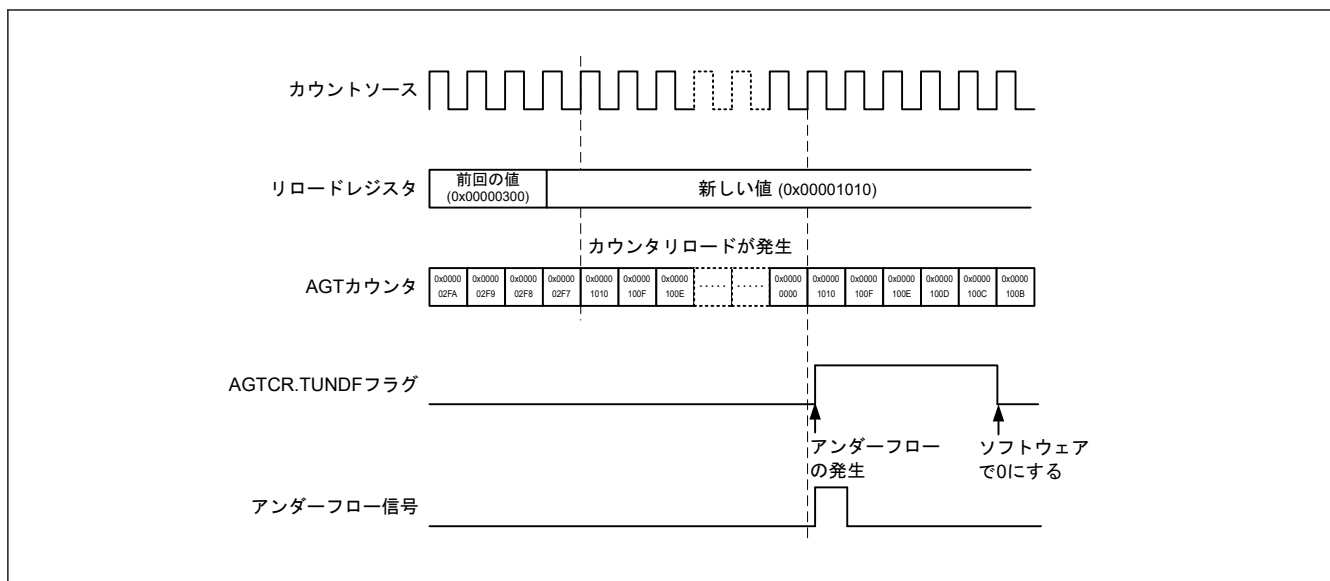 カウントソース
リロードレジスタ
前回の値
(0x00000300)
新しい値 (0x00001010)
カウンタリロードが発生
AGTカウンタ
0x0000 0x0000 0x0000 0x0000 0x0000 0x0000 0x0000 ····· ····· 0x0000 0x0000 0x0000 0x0000 0x0000 0x0000 0x0000
02FA 02F9 02F8 02F7 1010 100F 100E 0000 1010 100F 100E 100D 100C 100B
AGTCR.TUNDFフラグ
アンダーフロー
の発生
ソフトウェア
で0にする
アンダーフロー信号